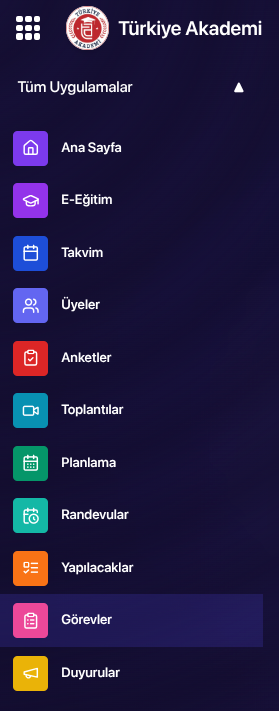 TÜRKİYE
AKADEMİ
Türkiye Akademi
Tüm Uygulamalar
Ana Sayfa
E-Eğitim
Takvim
Üyeler
Anketler
Toplantılar
Planlama
Randevular
Yapılacaklar
Görevler
Duyurular